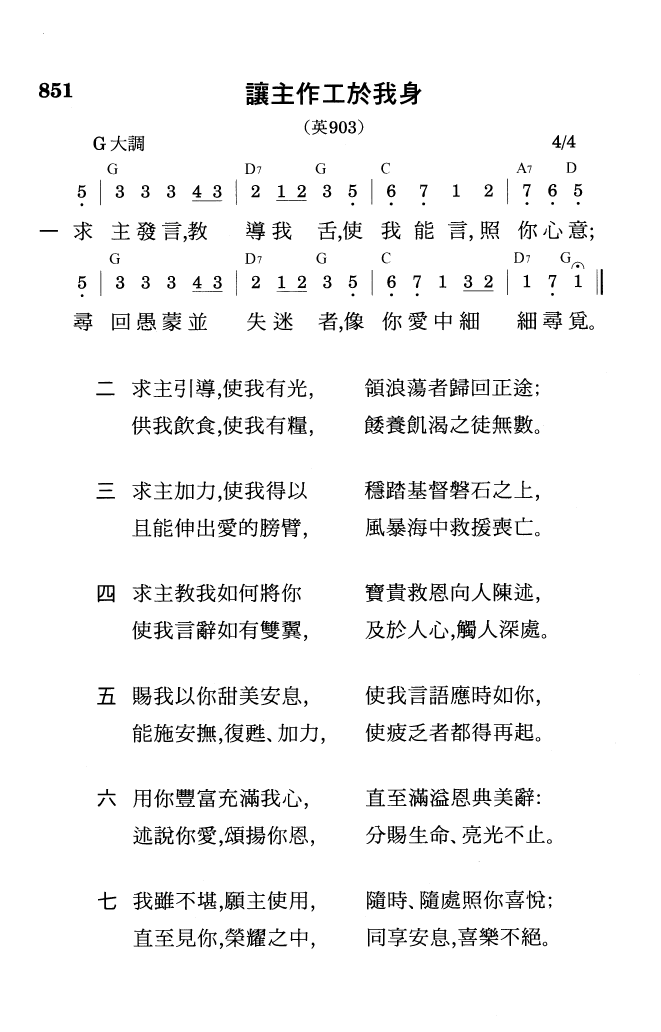 851 讓主作工於我身
（英903）
G大調 4/4
G D7 G C A7 D
5 | 3 3 3 4 3 | 2 1 2 3 5 | 6 7 1 2 | 7 6 5
一 求 主發言,教 導我 舌,使 我能言,照 你心意;
G D7 G C D7 G
5 | 3 3 3 4 3 | 2 1 2 3 5 | 6 7 1 3 2 | 1 7 1 ‖
尋 回愚蒙並 失迷 者,像 你愛中細 細尋覓。
二 求主引導,使我有光, 領浪蕩者歸回正途;
供我飲食,使我有糧, 餧養飢渴之徒無數。
三 求主加力,使我得以 穩踏基督磐石之上,
且能伸出愛的膀臂, 風暴海中救援喪亡。
四 求主教我如何將你 寶貴救恩向人陳述,
使我言辭如有雙翼, 及於人心,觸人深處。
五 賜我以你甜美安息, 使我言語應時如你,
能施安撫,復甦、加力, 使疲乏者都得再起。
六 用你豐富充滿我心, 直至滿溢恩典美辭:
述說你愛,頌揚你恩, 分賜生命、亮光不止。
七 我雖不堪,願主使用, 隨時、隨處照你喜悅;
直至見你,榮耀之中, 同享安息,喜樂不絕。